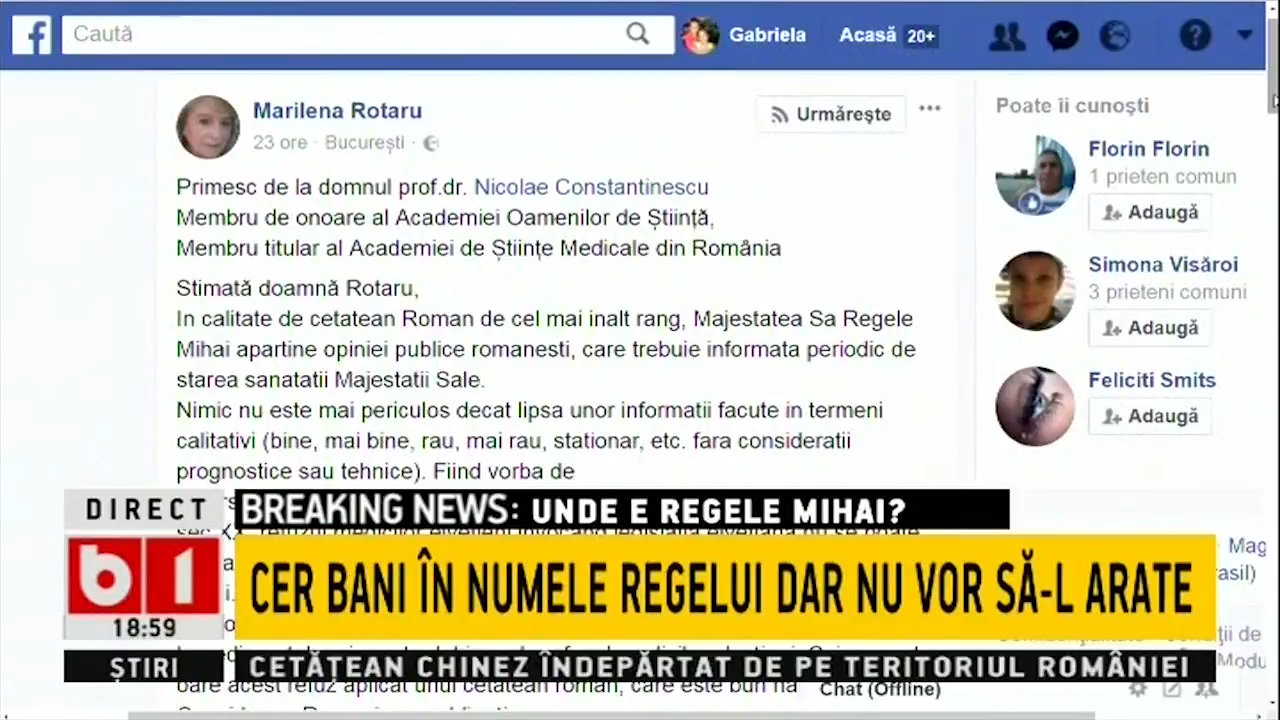 Caută
Gabriela
Acasă 20+
Marilena Rotaru
23 ore · București ·
Urmărește
Primesc de la domnul prof.dr. Nicolae Constantinescu
Membru de onoare al Academiei Oamenilor de Știință,
Membru titular al Academiei de Științe Medicale din România
Stimată doamnă Rotaru,
In calitate de cetatean Roman de cel mai inalt rang, Majestatea Sa Regele
Mihai apartine opiniei publice romanesti, care trebuie informata periodic de
starea sanatatii Majestatii Sale.
Nimic nu este mai periculos decat lipsa unor informatii facute in termeni
calitativi (bine, mai bine, rau, mai rau, stationar, etc. fara consideratii
prognostice sau tehnice). Fiind vorba de
Poate îi cunoști
Florin Florin
1 prieten comun
Adaugă
Simona Visăroi
3 prieteni comuni
Adaugă
Feliciti Smits
Adaugă
DIRECT
BREAKING NEWS: UNDE E REGELE MIHAI?
b1
CER BANI ÎN NUMELE REGELUI DAR NU VOR SĂ-L ARATE
18:59
ȘTIRI
CETĂȚEAN CHINEZ ÎNDEPĂRTAT DE PE TERITORIUL ROMÂNIEI
oare acest refuz aplicat unui cetatean roman, care este bun na
Chat (Offline)